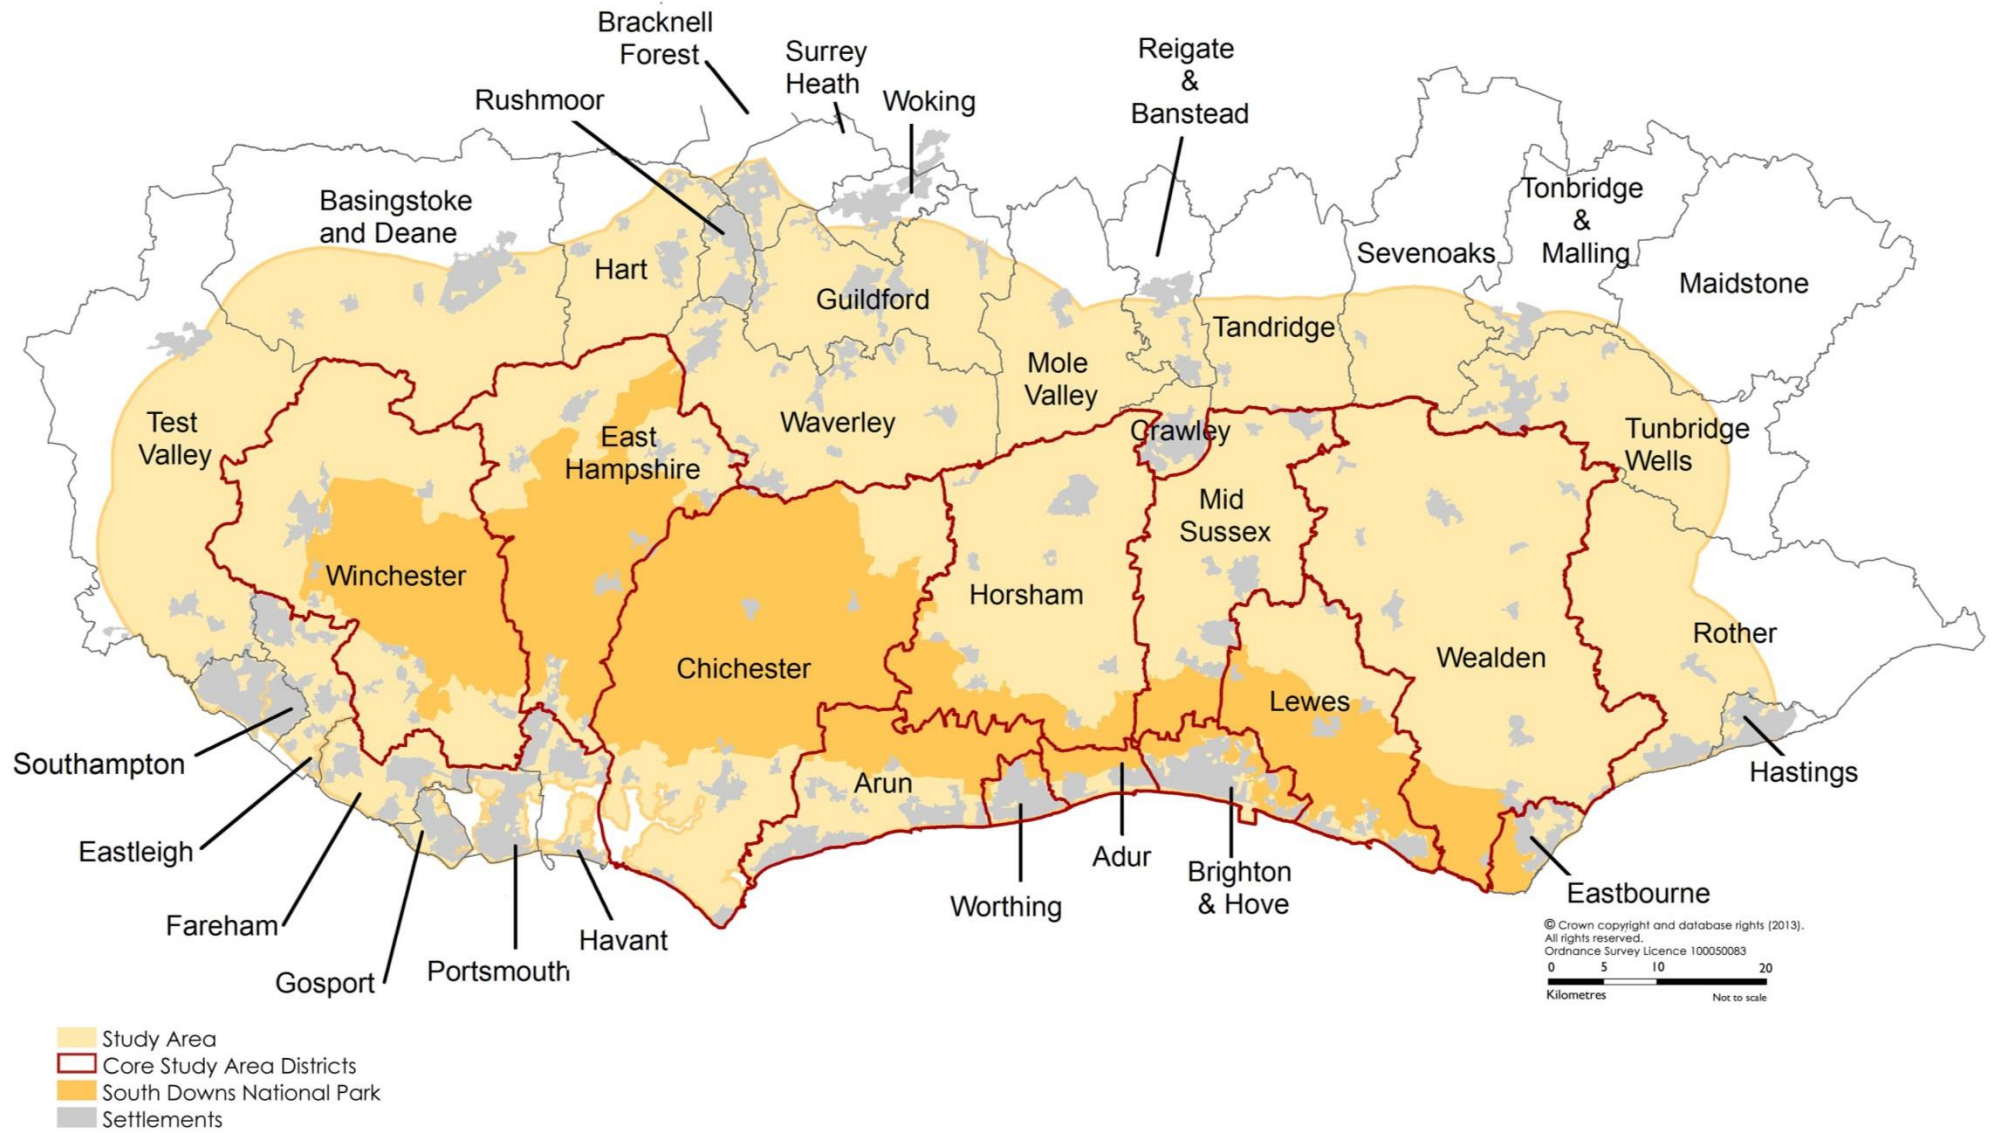 Bracknell
Forest
Surrey
Heath
Reigate
&
Banstead
Rushmoor
Woking
Basingstoke
and Deane
Tonbridge
&
Malling
Sevenoaks
Maidstone
Hart
Guildford
Tandridge
Mole
Valley
Test
Valley
Waverley
Crawley
Tunbridge
Wells
East
Hampshire
Mid
Sussex
Winchester
Horsham
Rother
Chichester
Wealden
Lewes
Southampton
Arun
Hastings
Eastleigh
Adur
Brighton
& Hove
Eastbourne
Worthing
Fareham
Havant
Portsmouth
Gosport
© Crown copyright and database rights (2013).
All rights reserved.
Ordnance Survey Licence 100050083
0 5 10 20
Kilometres Not to scale
Study Area
Core Study Area Districts
South Downs National Park
Settlements